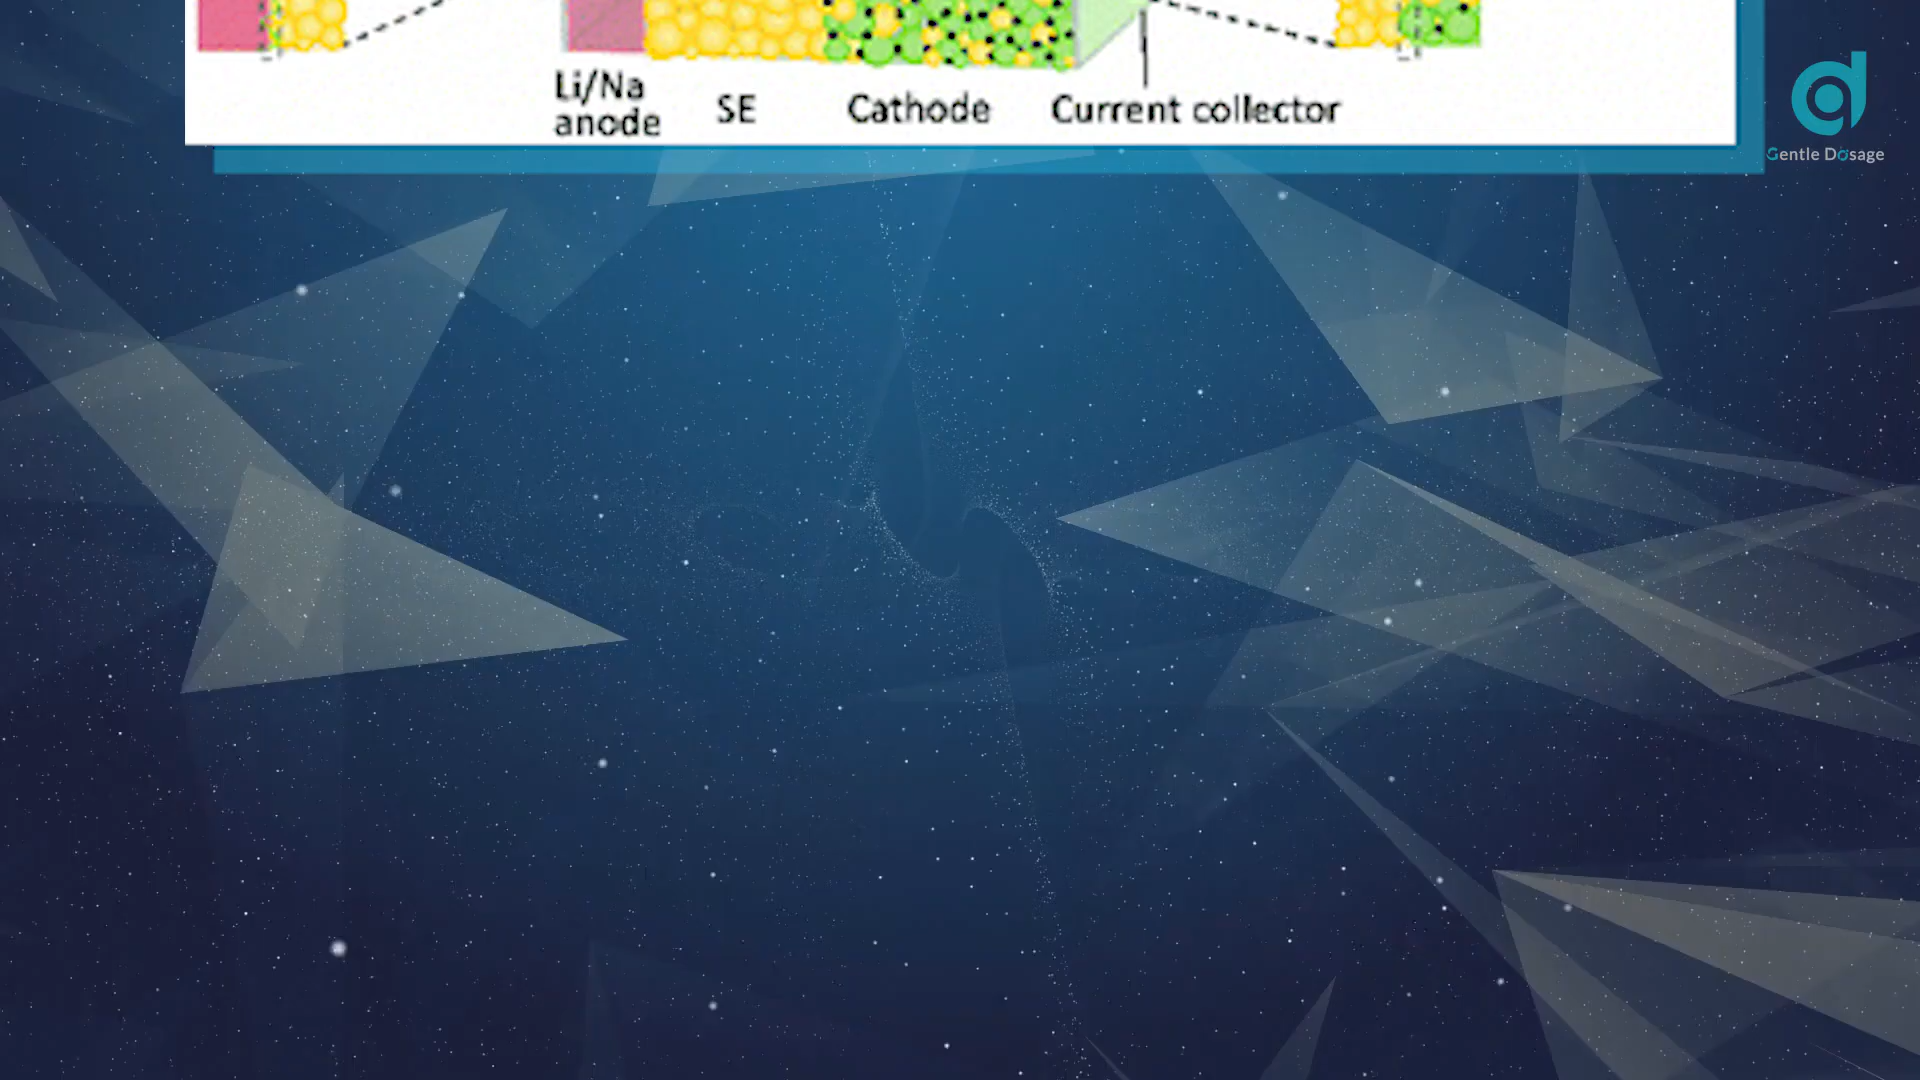 Li/Na
anode
SE
Cathode
Current collector
Gentle Dosage